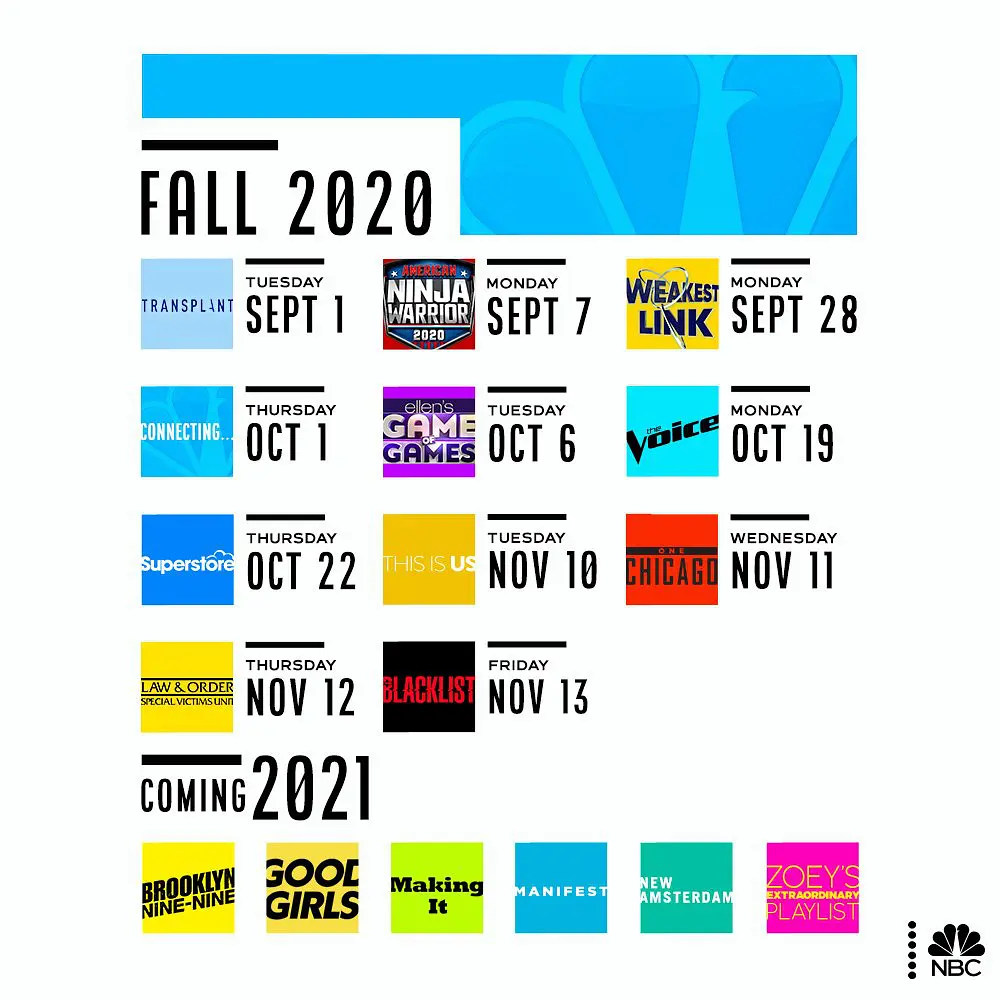 FALL 2020
TRANSPLANT
TUESDAY
SEPT 1
AMERICAN
NINJA
WARRIOR
2020
MONDAY
SEPT 7
WEAKEST
LINK
MONDAY
SEPT 28
CONNECTING...
THURSDAY
OCT 1
ellen's
GAME
OF
GAMES
TUESDAY
OCT 6
the
Voice
MONDAY
OCT 19
Superstore
THURSDAY
OCT 22
THIS IS US
TUESDAY
NOV 10
ONE
CHICAGO
WEDNESDAY
NOV 11
LAW & ORDER
SPECIAL VICTIMS UNIT
THURSDAY
NOV 12
BLACKLIST
FRIDAY
NOV 13
COMING 2021
BROOKLYN
NINE-NINE
GOOD
GIRLS
Making
It
MANIFEST
NEW
AMSTERDAM
ZOEY'S
EXTRAORDINARY
PLAYLIST
NBC